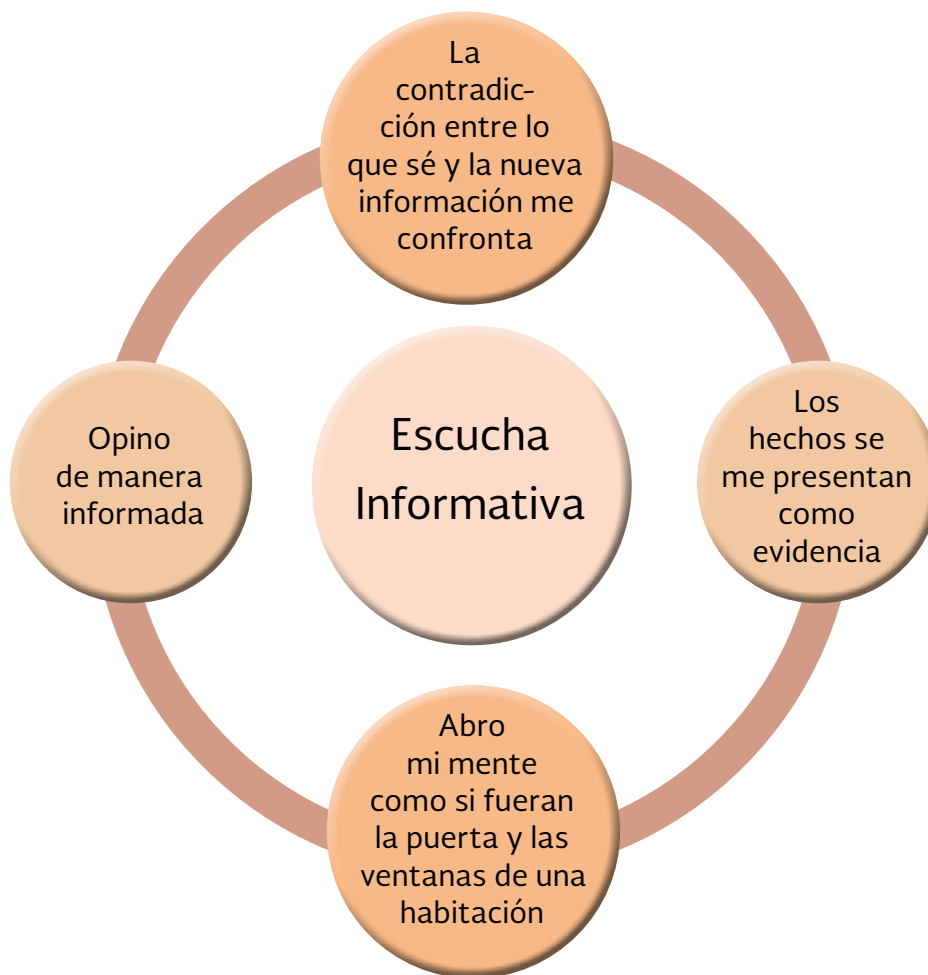 La
contradic-
ción entre lo
que sé y la nueva
información me
confronta
Opino
de manera
informada
Escucha
Informativa
Los
hechos se
me presentan
como
evidencia
Abro
mi mente
como si fueran
la puerta y las
ventanas de una
habitación